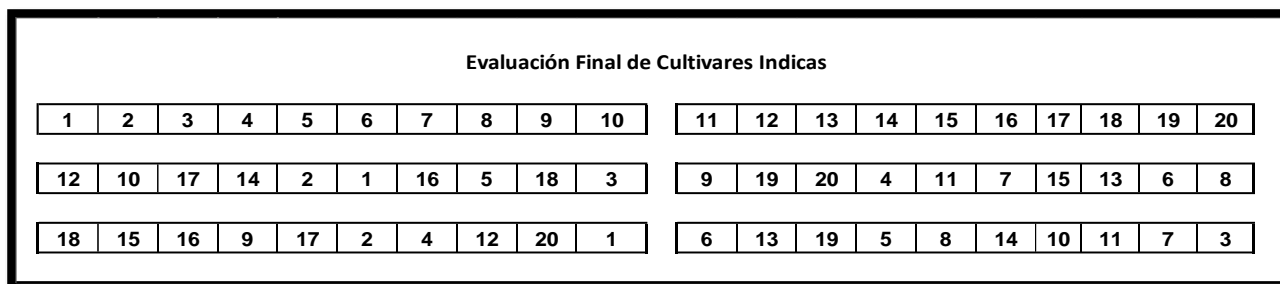 Evaluación Final de Cultivares Indicas
1 2 3 4 5 6 7 8 9 10 11 12 13 14 15 16 17 18 19 20
12 10 17 14 2 1 16 5 18 3 9 19 20 4 11 7 15 13 6 8
18 15 16 9 17 2 4 12 20 1 6 13 19 5 8 14 10 11 7 3